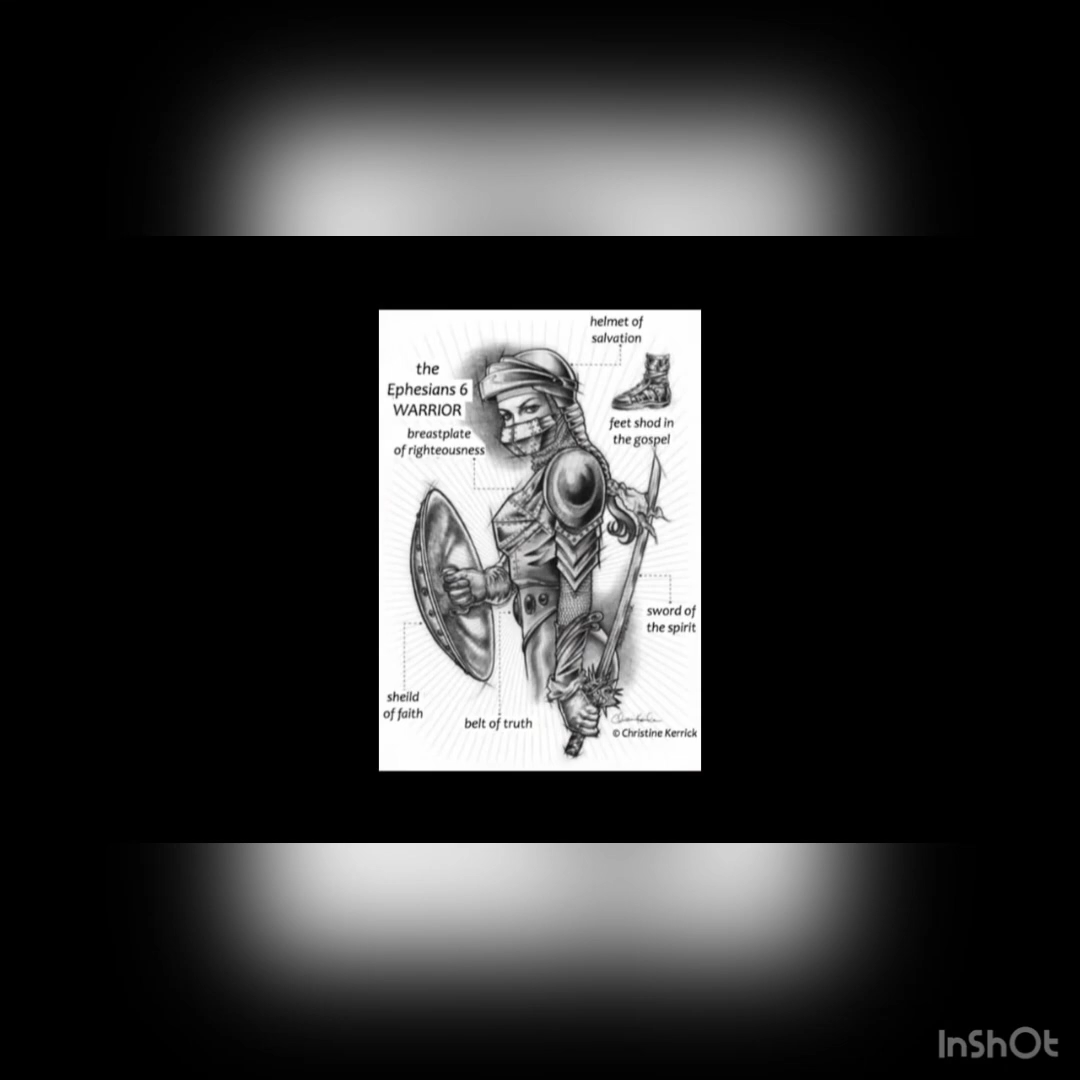 helmet of
salvation
the
Ephesians 6
WARRIOR
feet shod in
the gospel
breastplate
of righteousness
sword of
the spirit
sheild
of faith
belt of truth
© Christine Kerrick
InShOt